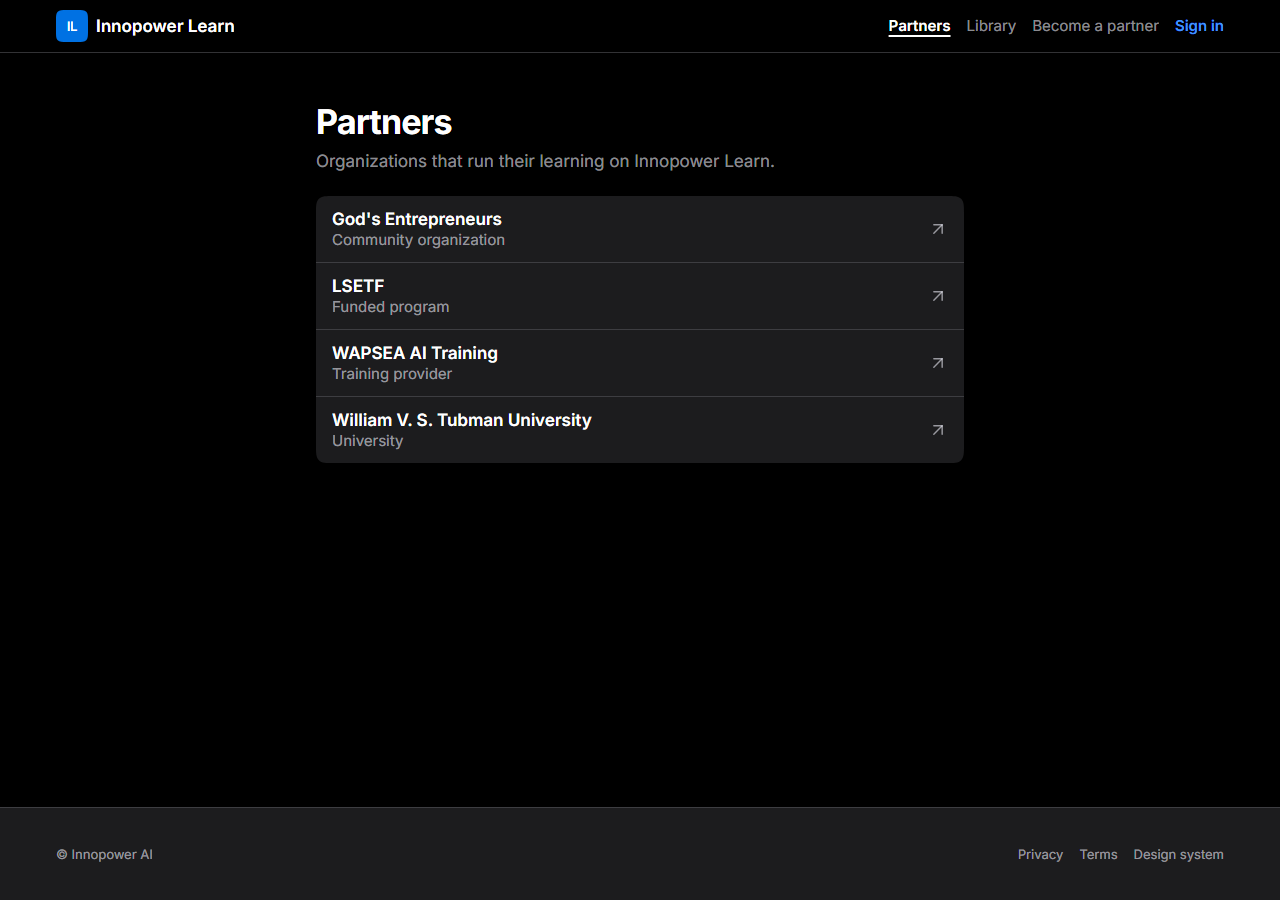 IL Innopower Learn
Partners Library Become a partner Sign in
Partners
Organizations that run their learning on Innopower Learn.
God's Entrepreneurs
Community organization
LSETF
Funded program
WAPSEA AI Training
Training provider
William V. S. Tubman University
University
© Innopower AI
Privacy Terms Design system